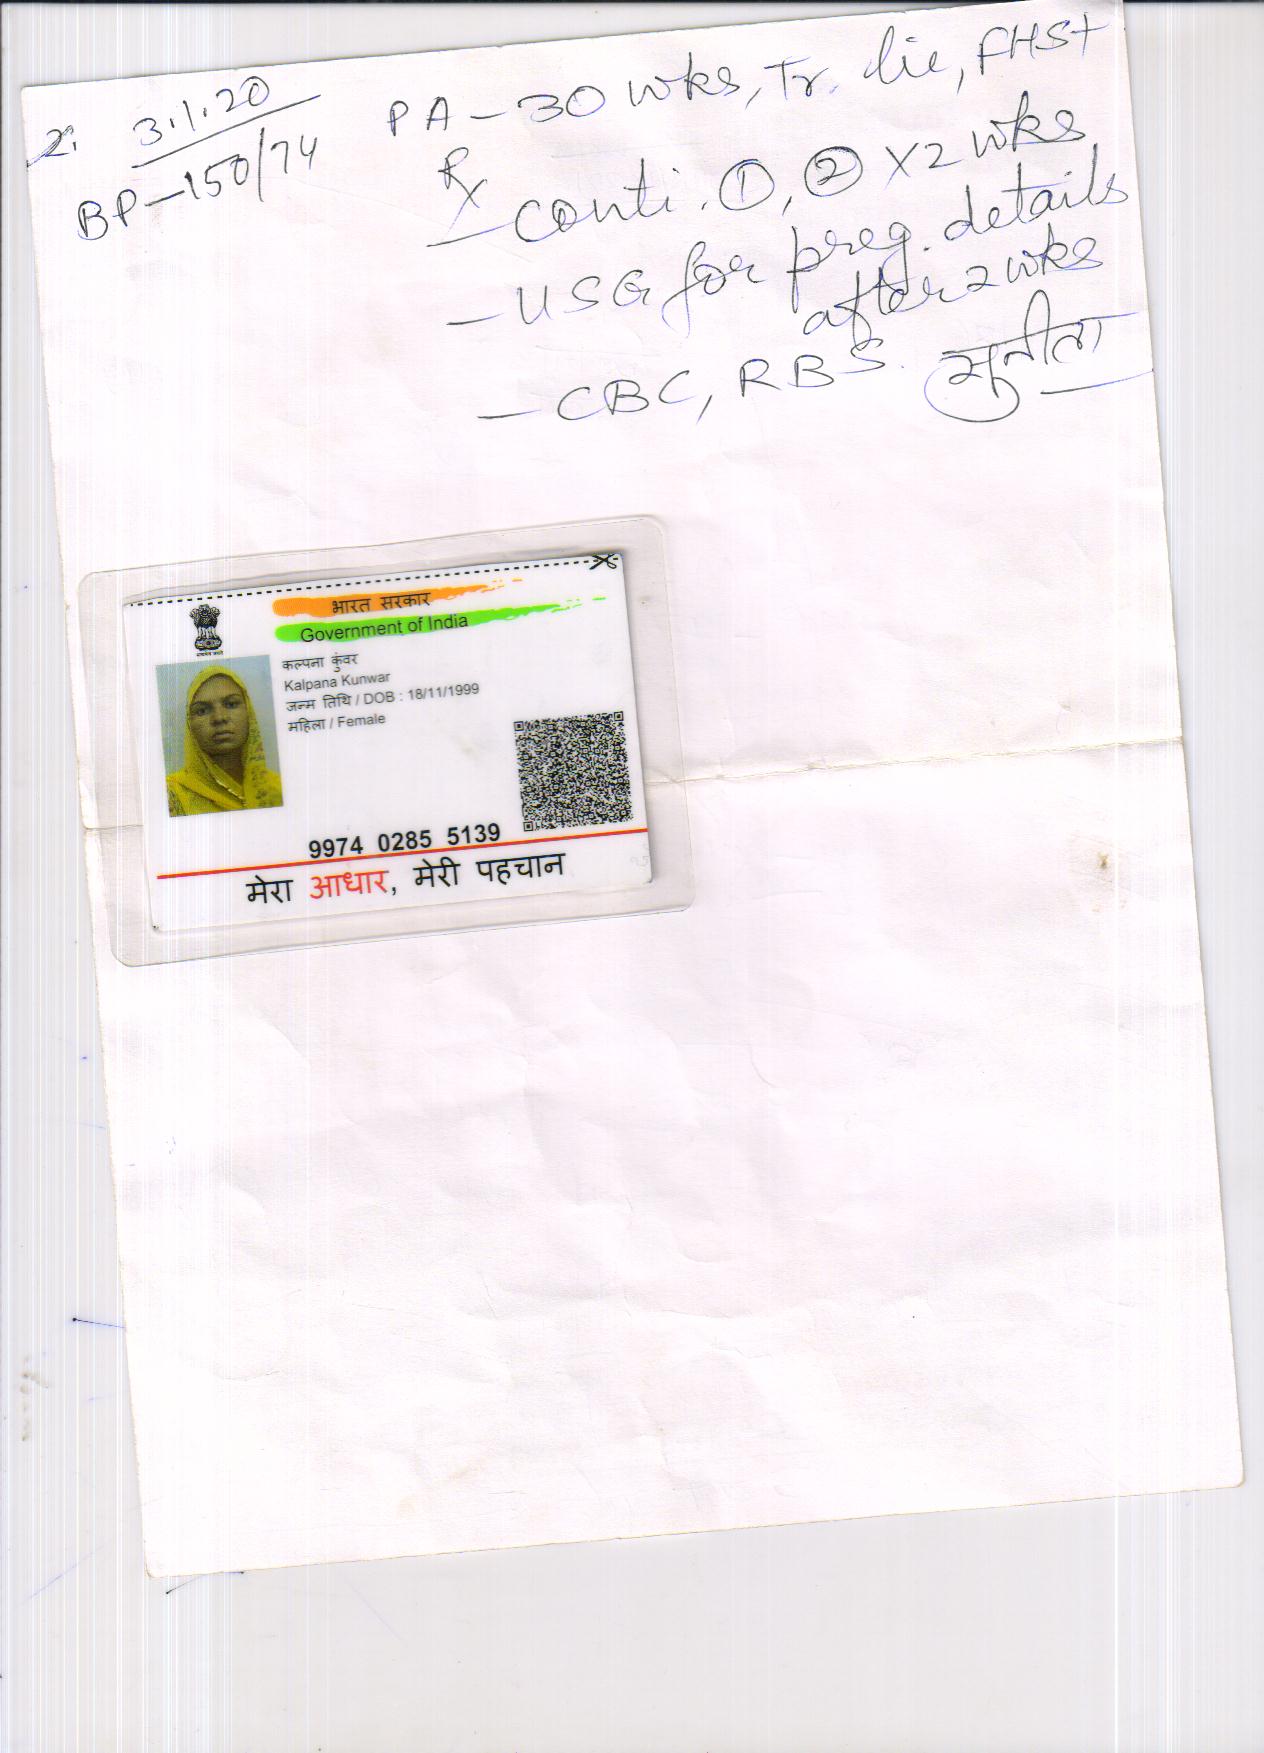 2. 3.1.20
BP-150/74
PA-30 wks, Tr. lie, FHS+
Rx
- conti. ①, ② X2 wks
- USG for preg. details
after 2 wks
- CBC, RBS. सुनीता
भारत सरकार
Government of India
कल्पना कुंवर
Kalpana Kunwar
जन्म तिथि / DOB : 18/11/1999
महिला / Female
9974 0285 5139
मेरा आधार, मेरी पहचान